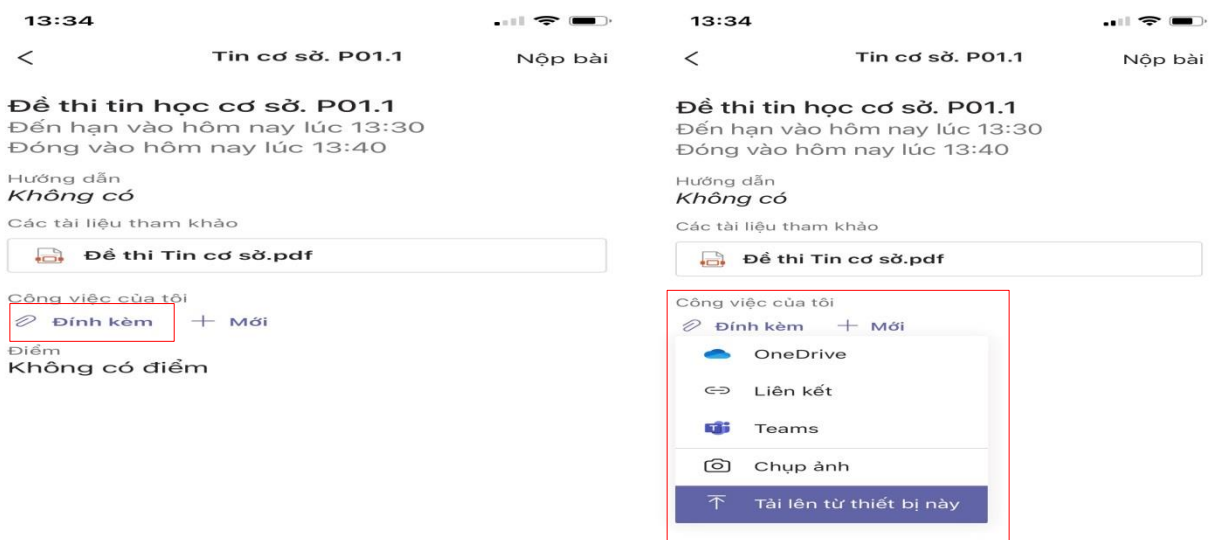 13:34
Tin cơ sở. P01.1
Nộp bài
Đề thi tin học cơ sở. P01.1
Đến hạn vào hôm nay lúc 13:30
Đóng vào hôm nay lúc 13:40
Hướng dẫn
Không có
Các tài liệu tham khảo
Đề thi Tin cơ sở.pdf
Công việc của tôi
Đính kèm + Mới
Điểm
Không có điểm
13:34
Tin cơ sở. P01.1
Nộp bài
Đề thi tin học cơ sở. P01.1
Đến hạn vào hôm nay lúc 13:30
Đóng vào hôm nay lúc 13:40
Hướng dẫn
Không có
Các tài liệu tham khảo
Đề thi Tin cơ sở.pdf
Công việc của tôi
Đính kèm + Mới
OneDrive
Liên kết
Teams
Chụp ảnh
Tải lên từ thiết bị này